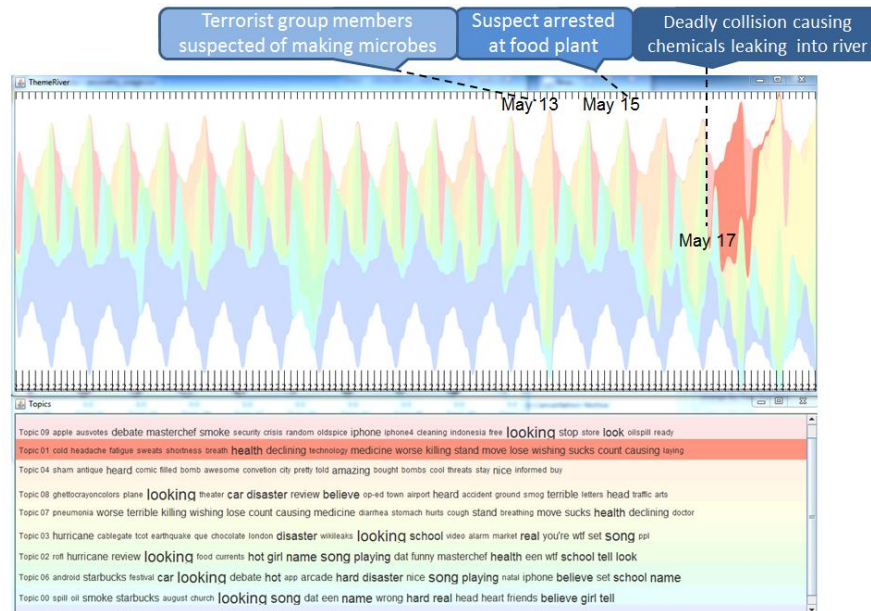 Terrorist group members
suspected of making microbes
Suspect arrested
at food plant
Deadly collision causing
chemicals leaking into river
ThemeRiver
May 13
May 15
May 17
Topics
Topic 09 apple ausvotes debate masterchef smoke security crisis random oldspice iphone iphone4 cleaning indonesia free looking stop store look oilspill ready
Topic 01 cold headache fatigue sweats shortness breath health declining technology medicine worse killing stand move lose wishing sucks count causing laying
Topic 04 sham antique heard comic filled bomb awesome convetion city pretty told amazing bought bombs cool threats stay nice informed buy
Topic 08 ghettocrayoncolors plane looking theater car disaster review believe op-ed town airport heard accident ground smog terrible letters head traffic arts
Topic 07 pneumonia worse terrible killing wishing lose count causing medicine diarrhea stomach hurts cough stand breathing move sucks health declining doctor
Topic 03 hurricane cablegate tcot earthquake que chocolate london disaster wikileaks looking school video alarm market real you're wtf set song ppl
Topic 02 rofl hurricane review looking food currents hot girl name song playing dat funny masterchef health een wtf school tell look
Topic 06 android starbucks festival car looking debate hot app arcade hard disaster nice song playing natal iphone believe set school name
Topic 00 spill oil smoke starbucks august church looking song dat een name wrong hard real head heart friends believe girl tell